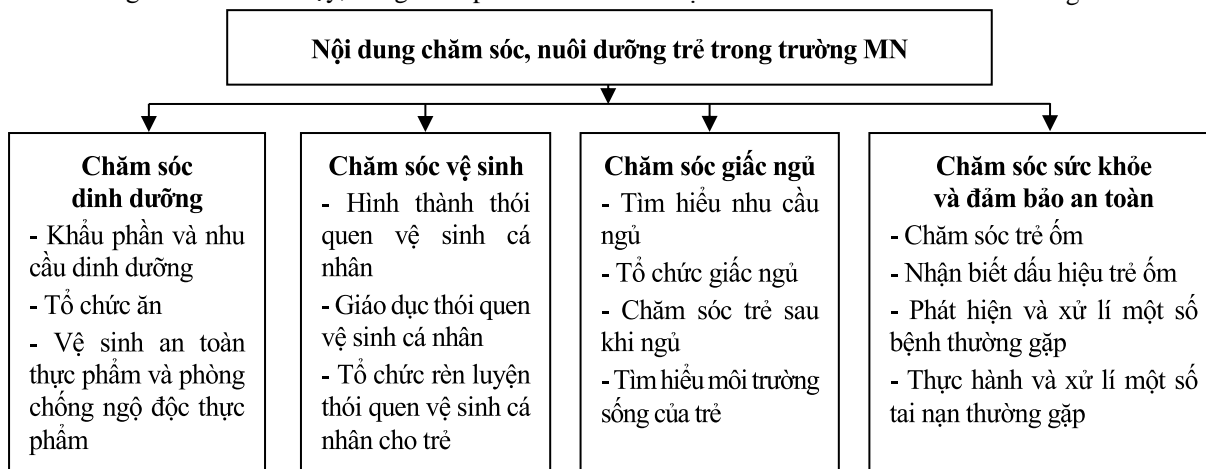 Nội dung chăm sóc, nuôi dưỡng trẻ trong trường MN
Chăm sóc
dinh dưỡng
- Khẩu phần và nhu
cầu dinh dưỡng
- Tổ chức ăn
- Vệ sinh an toàn
thực phẩm và phòng
chống ngộ độc thực
phẩm
Chăm sóc vệ sinh
- Hình thành thói
quen vệ sinh cá
nhân
- Giáo dục thói quen
vệ sinh cá nhân
- Tổ chức rèn luyện
thói quen vệ sinh cá
nhân cho trẻ
Chăm sóc giấc ngủ
- Tìm hiểu nhu cầu
ngủ
- Tổ chức giấc ngủ
- Chăm sóc trẻ sau
khi ngủ
- Tìm hiểu môi trường
sống của trẻ
Chăm sóc sức khỏe
và đảm bảo an toàn
- Chăm sóc trẻ ốm
- Nhận biết dấu hiệu trẻ ốm
- Phát hiện và xử lí một số
bệnh thường gặp
- Thực hành và xử lí một số
tai nạn thường gặp